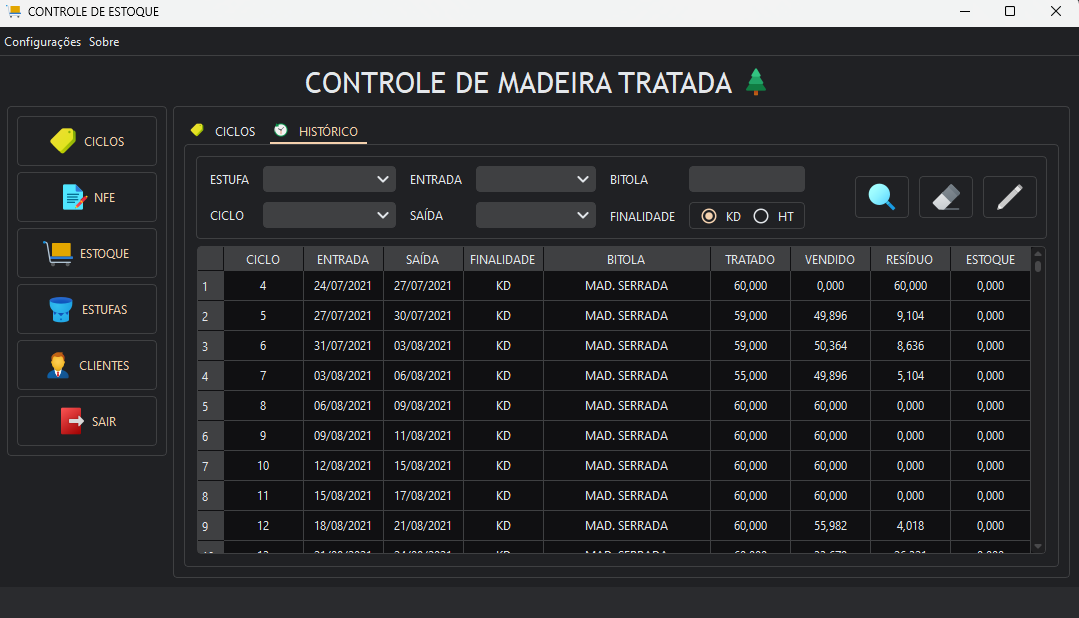 CONTROLE DE ESTOQUE
Configurações Sobre
CONTROLE DE MADEIRA TRATADA
CICLOS
NFE
ESTOQUE
ESTUFAS
CLIENTES
SAIR
CICLOS HISTÓRICO
ESTUFA ENTRADA BITOLA
CICLO SAÍDA FINALIDADE KD HT
CICLO ENTRADA SAÍDA FINALIDADE BITOLA TRATADO VENDIDO RESÍDUO ESTOQUE
1 4 24/07/2021 27/07/2021 KD MAD. SERRADA 60,000 0,000 60,000 0,000
2 5 27/07/2021 30/07/2021 KD MAD. SERRADA 59,000 49,896 9,104 0,000
3 6 31/07/2021 03/08/2021 KD MAD. SERRADA 59,000 50,364 8,636 0,000
4 7 03/08/2021 06/08/2021 KD MAD. SERRADA 55,000 49,896 5,104 0,000
5 8 06/08/2021 09/08/2021 KD MAD. SERRADA 60,000 60,000 0,000 0,000
6 9 09/08/2021 11/08/2021 KD MAD. SERRADA 60,000 60,000 0,000 0,000
7 10 12/08/2021 15/08/2021 KD MAD. SERRADA 60,000 60,000 0,000 0,000
8 11 15/08/2021 17/08/2021 KD MAD. SERRADA 60,000 60,000 0,000 0,000
9 12 18/08/2021 21/08/2021 KD MAD. SERRADA 60,000 55,982 4,018 0,000